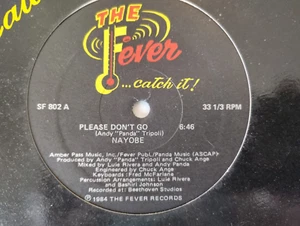 THE
Fever
...catch it!
SF 802 A
33 1/3 RPM
PLEASE DON'T GO 6:46
(Andy "Panda" Tripoli)
NAYOBE
Amber Pass Music, Inc./Fever Publ./Panda Music (ASCAP)
Produced by Andy "Panda" Tripoli and Chuck Ange
Mixed by Luie Rivera and Andy Panda
Engineered by Chuck Ange
Keyboards: Fred McFarlane
Percussion Arrangements: Luie Rivera
and Bashiri Johnson
Recorded at: Beethoven Studios
© 1984 THE FEVER RECORDS